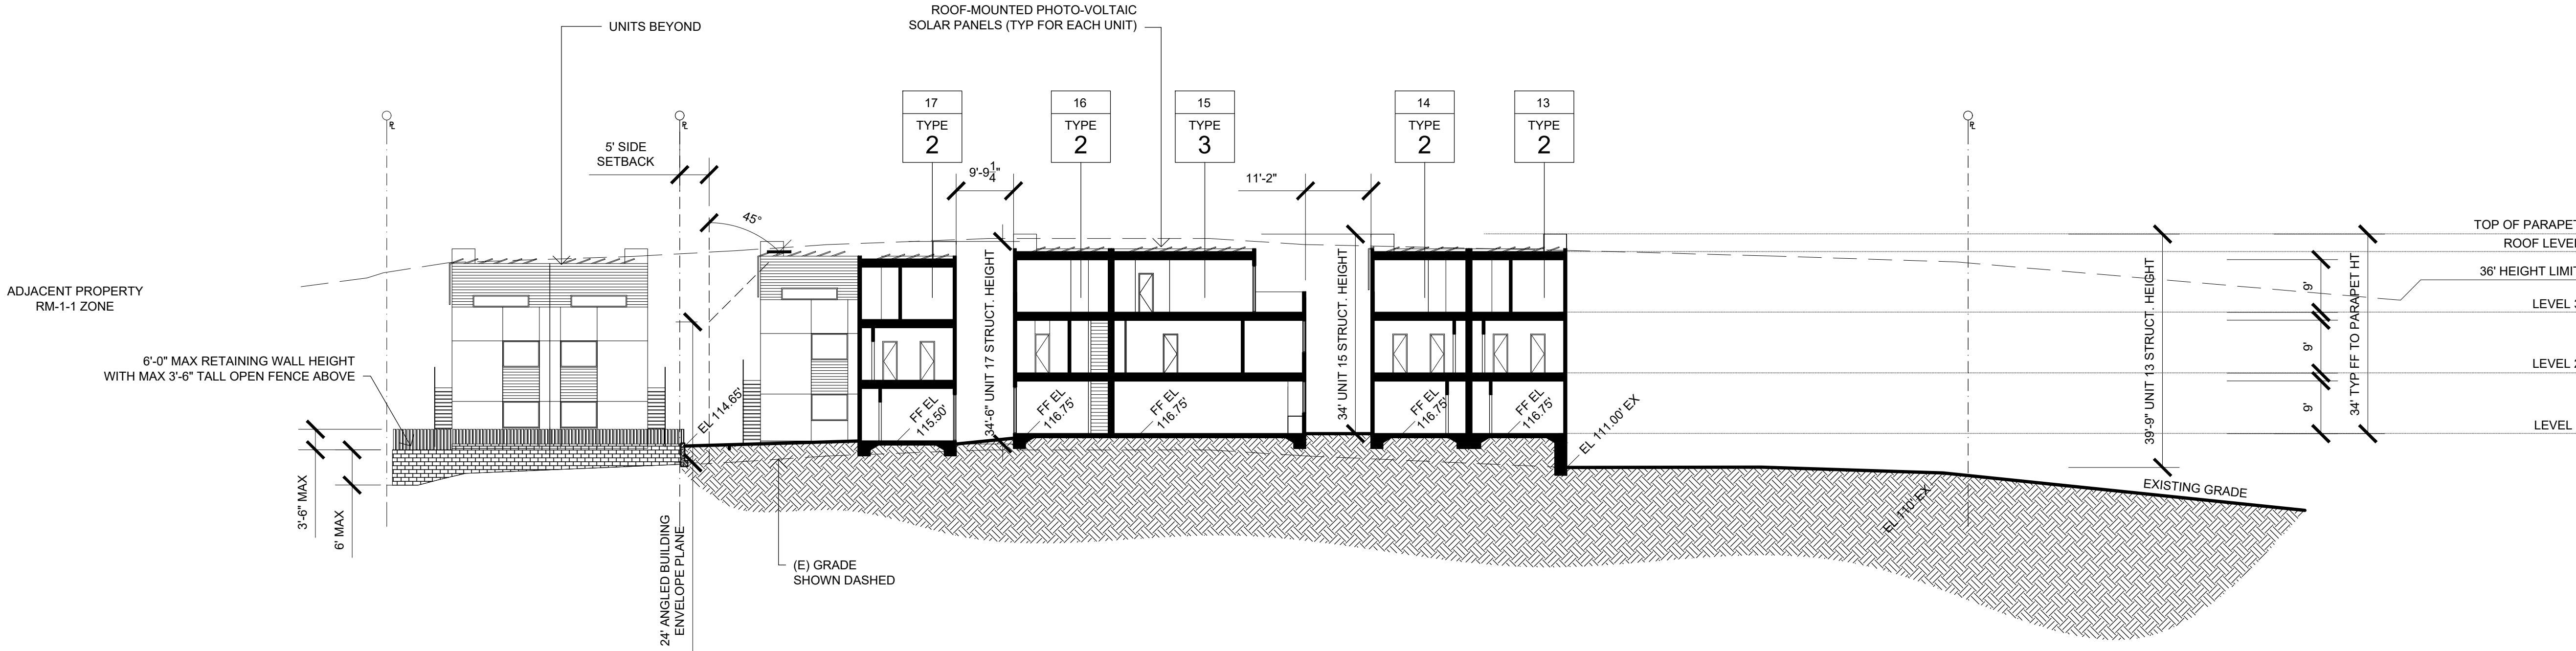 ROOF-MOUNTED PHOTO-VOLTAIC
SOLAR PANELS (TYP FOR EACH UNIT)
UNITS BEYOND
17
TYPE
2
16
TYPE
2
15
TYPE
3
14
TYPE
2
13
TYPE
2
5' SIDE
SETBACK
9'-9 1/4"
11'-2"
45°
TOP OF PARAPET
ROOF LEVEL
36' HEIGHT LIMIT
LEVEL 3
LEVEL 2
LEVEL
ADJACENT PROPERTY
RM-1-1 ZONE
6'-0" MAX RETAINING WALL HEIGHT
WITH MAX 3'-6" TALL OPEN FENCE ABOVE
3'-6" MAX
6' MAX
EL 114.65'
24' ANGLED BUILDING
ENVELOPE PLANE
FF EL
115.50'
34'-6" UNIT 17 STRUCT. HEIGHT
FF EL
116.75'
FF EL
116.75'
34' UNIT 15 STRUCT. HEIGHT
FF EL
116.75'
FF EL
116.75'
EL 111.00' EX
EL 110' EX
39'-9" UNIT 13 STRUCT. HEIGHT
9'
9'
9'
34' TYP FF TO PARAPET HT
EXISTING GRADE
(E) GRADE
SHOWN DASHED